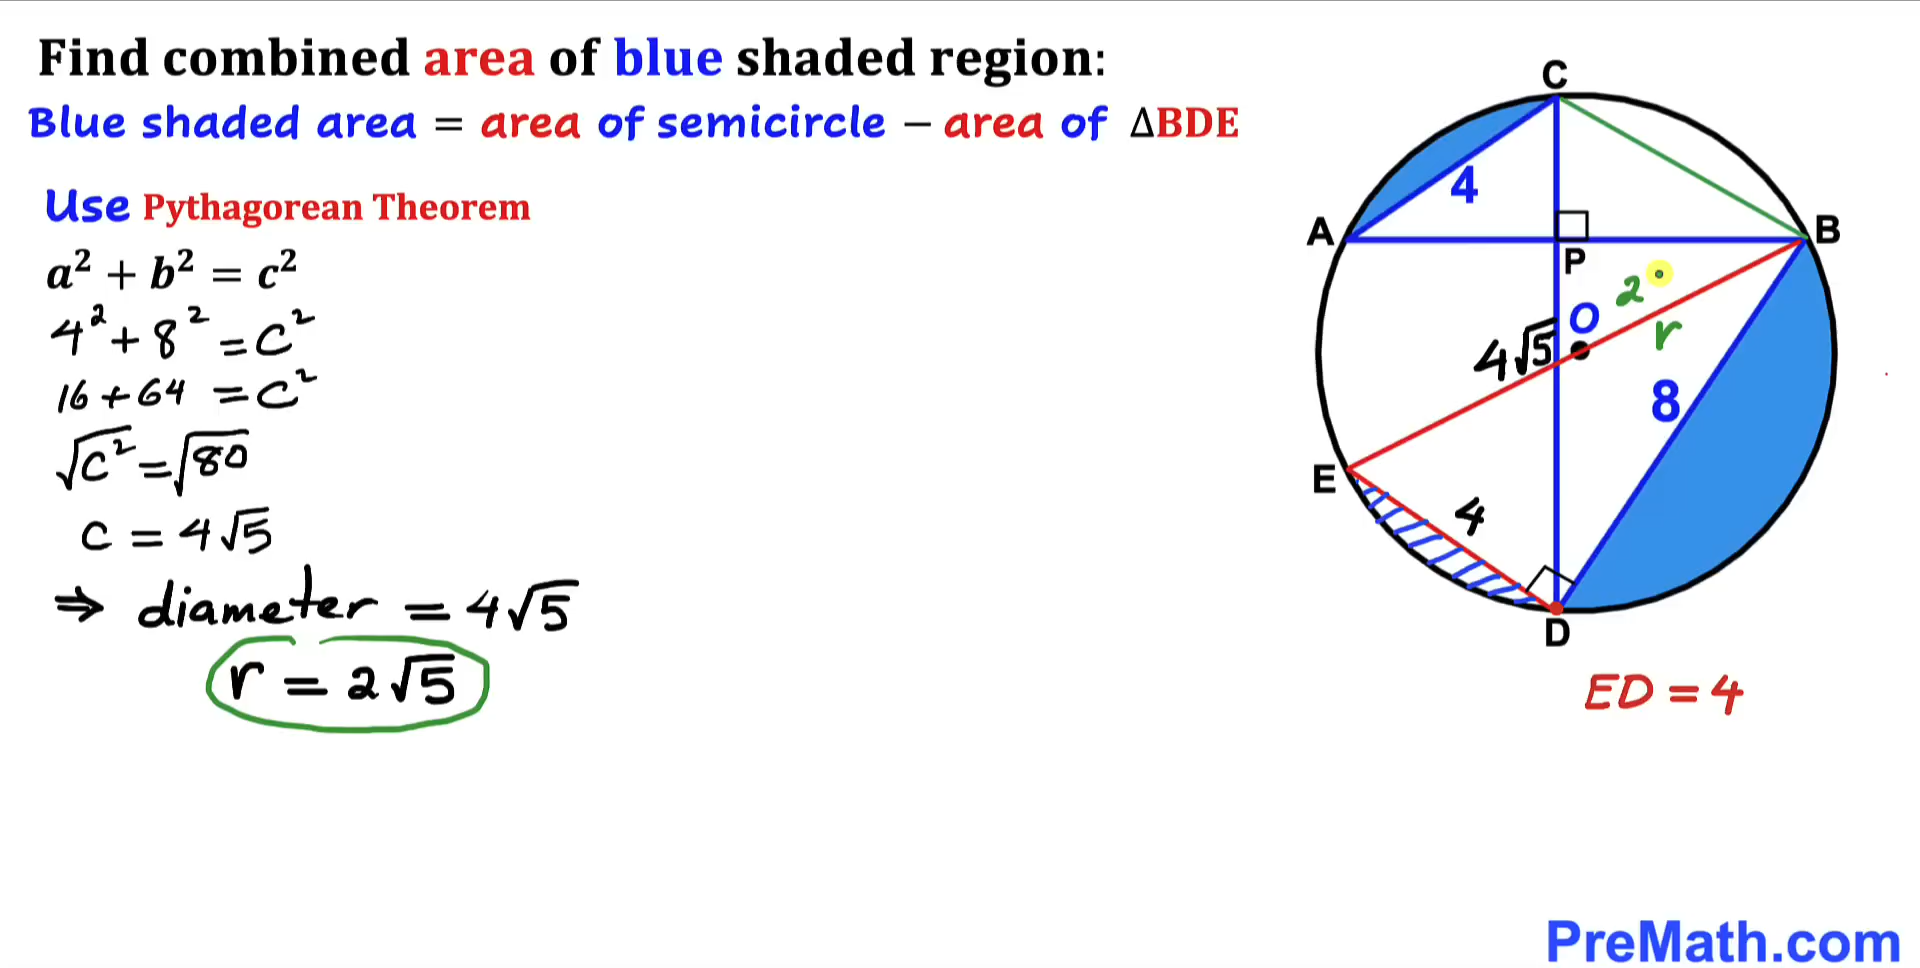 Find combined area of blue shaded region:
Blue shaded area = area of semicircle − area of ΔBDE
Use Pythagorean Theorem
a² + b² = c²
4² + 8² = c²
16 + 64 = c²
√c² = √80
c = 4√5
⇒ diameter = 4√5
r = 2√5
C
4
A
B
P
2
O
r
4√5
8
E
4
D
ED = 4
PreMath.com